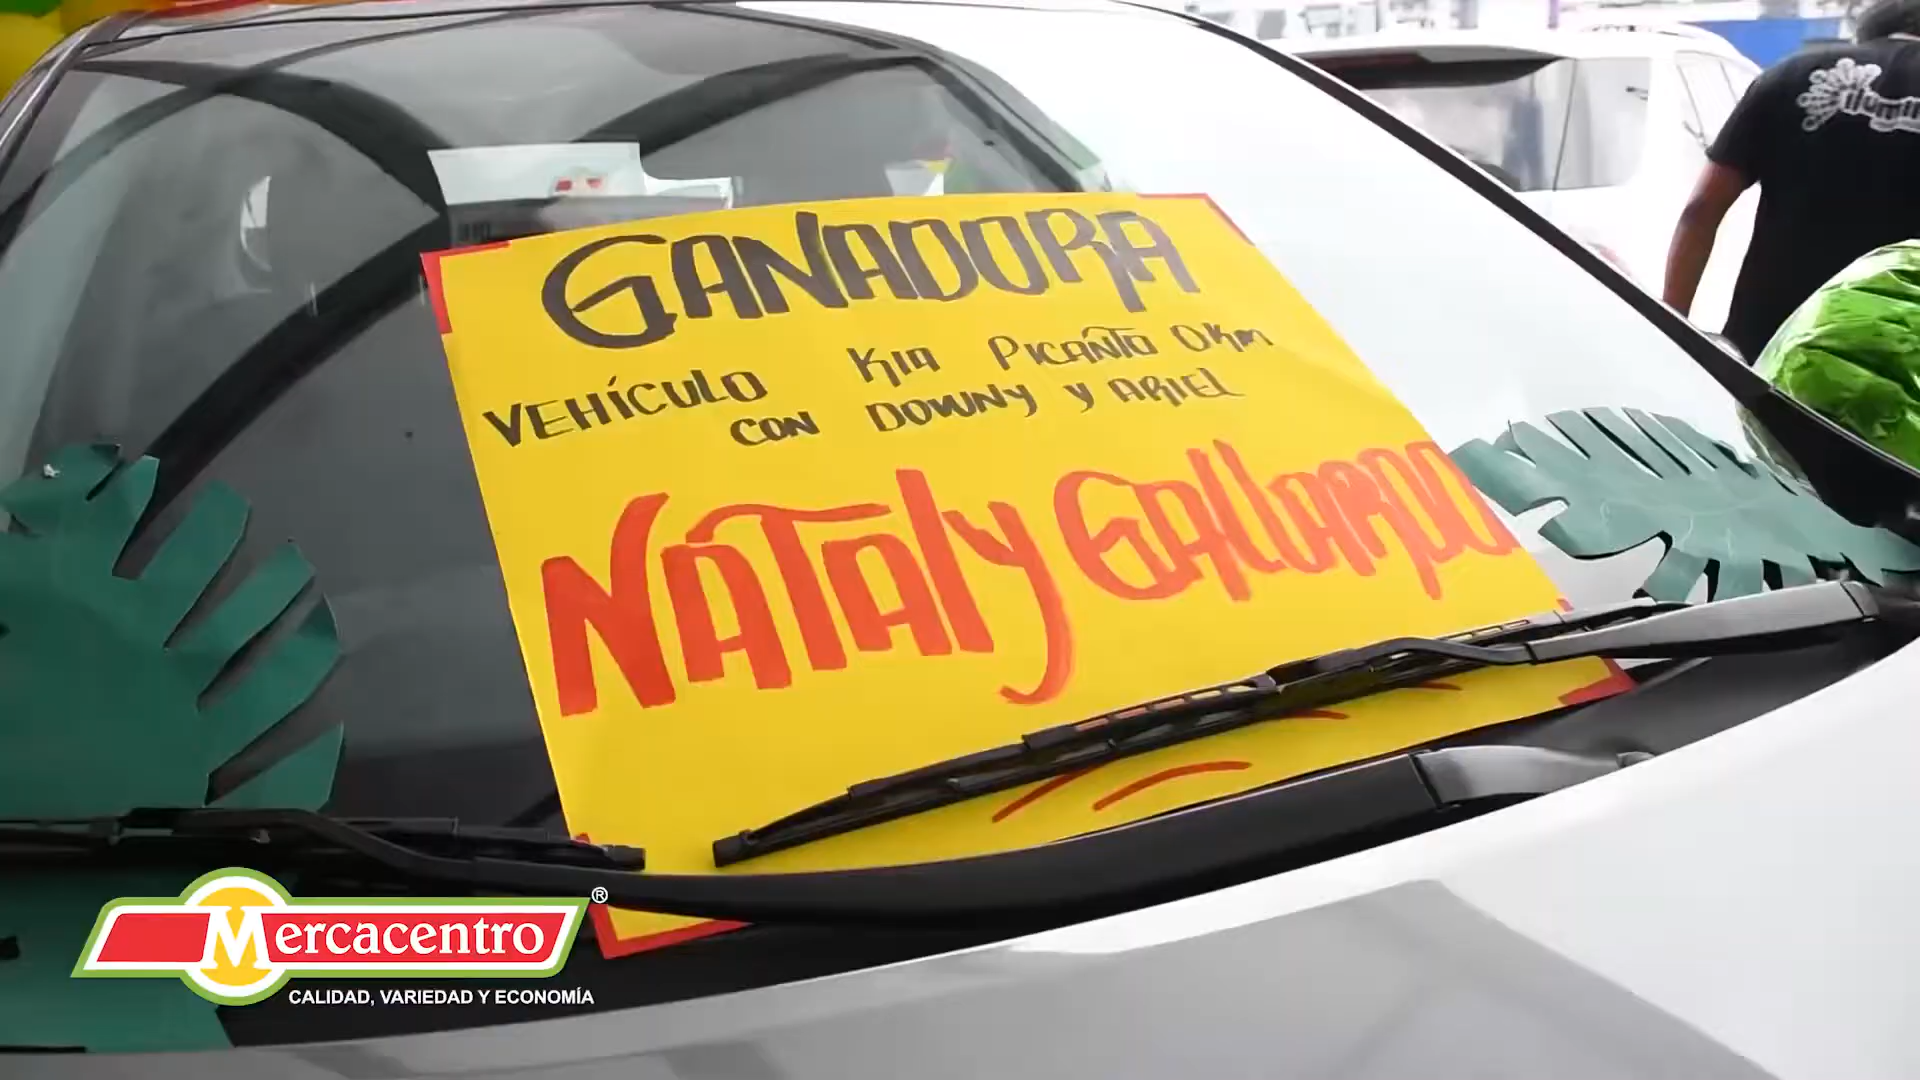 GANADORA
VEHÍCULO KIA PICANTO 0Km
CON DOWNY Y ARIEL
NATALY GALLARDO
Mercacentro®
CALIDAD, VARIEDAD Y ECONOMÍA